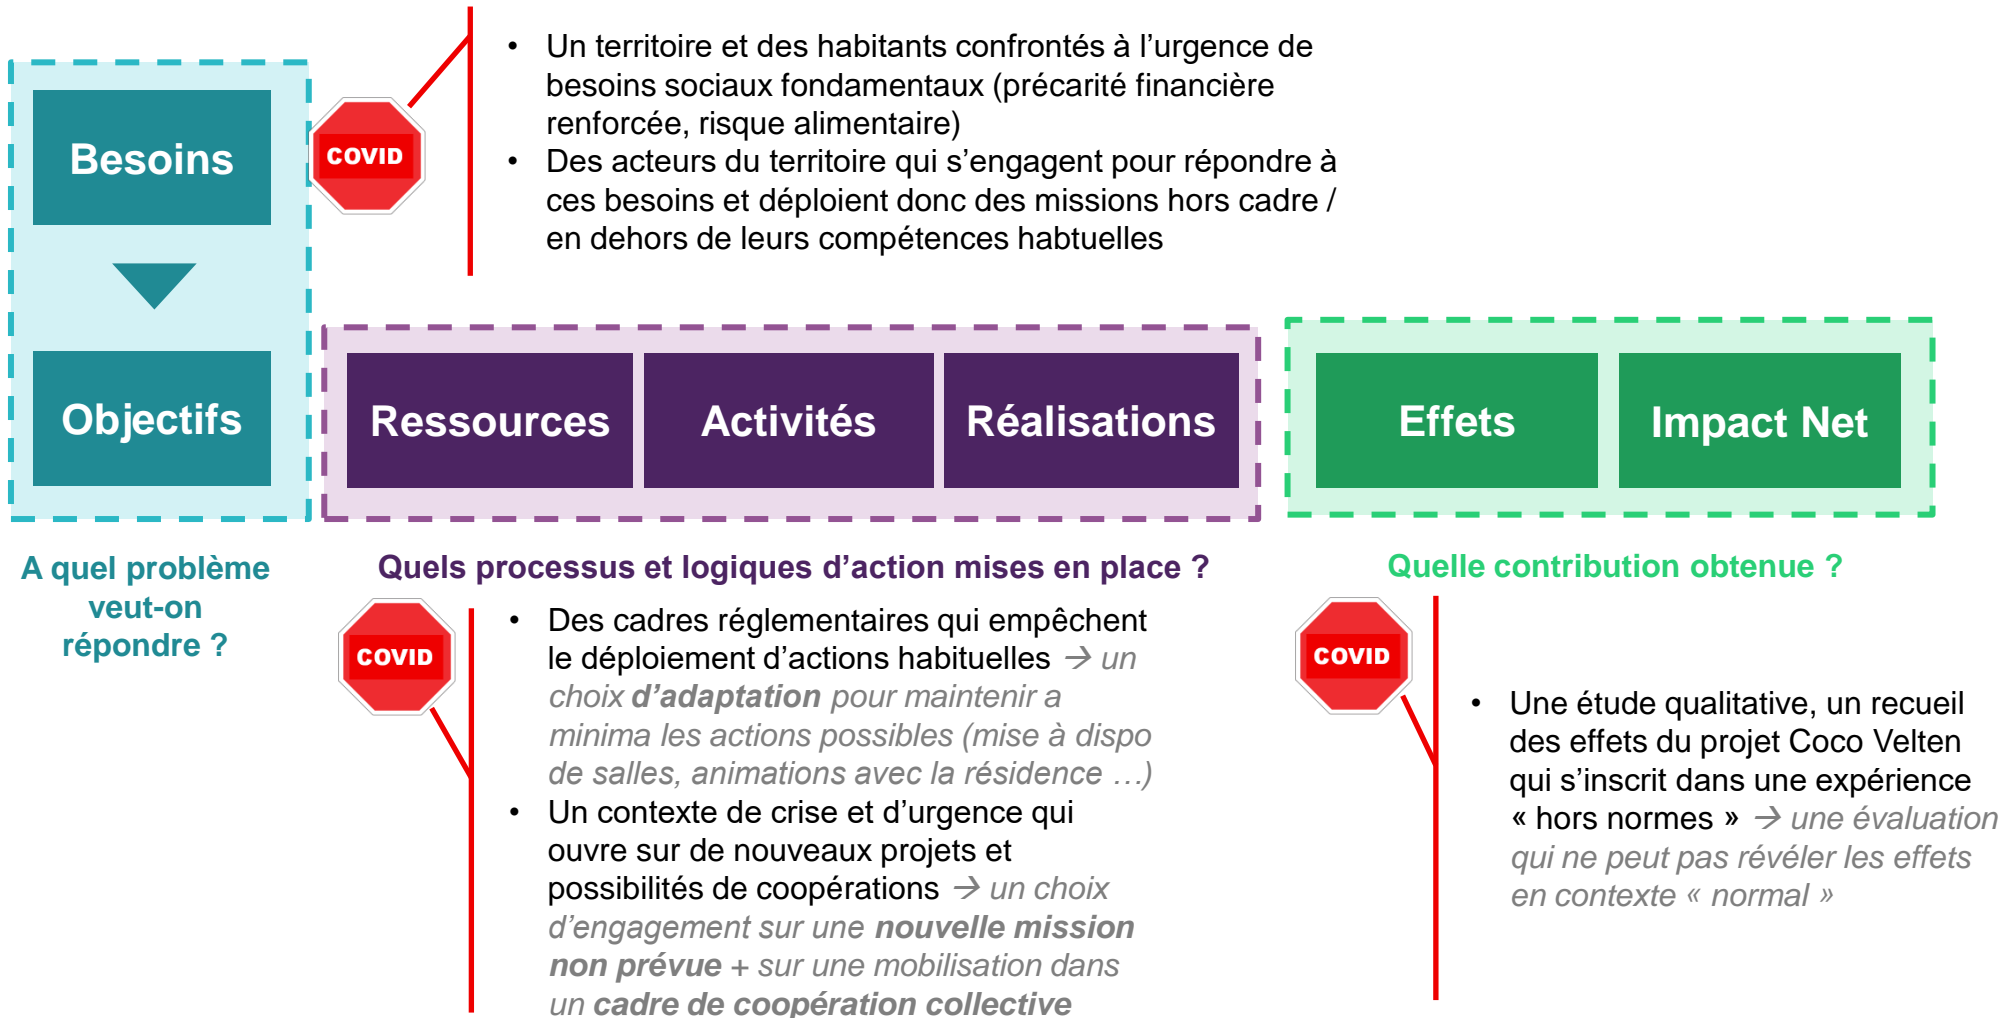 • Un territoire et des habitants confrontés à l’urgence de
besoins sociaux fondamentaux (précarité financière
renforcée, risque alimentaire)
• Des acteurs du territoire qui s’engagent pour répondre à
ces besoins et déploient donc des missions hors cadre /
en dehors de leurs compétences habtuelles
COVID
Besoins
Objectifs
Ressources
Activités
Réalisations
Effets
Impact Net
A quel problème
veut-on
répondre ?
Quels processus et logiques d’action mises en place ?
COVID
• Des cadres réglementaires qui empêchent
le déploiement d’actions habituelles → un
choix d’adaptation pour maintenir a
minima les actions possibles (mise à dispo
de salles, animations avec la résidence …)
• Un contexte de crise et d’urgence qui
ouvre sur de nouveaux projets et
possibilités de coopérations → un choix
d’engagement sur une nouvelle mission
non prévue + sur une mobilisation dans
un cadre de coopération collective
Quelle contribution obtenue ?
COVID
• Une étude qualitative, un recueil
des effets du projet Coco Velten
qui s’inscrit dans une expérience
« hors normes » → une évaluation
qui ne peut pas révéler les effets
en contexte « normal »